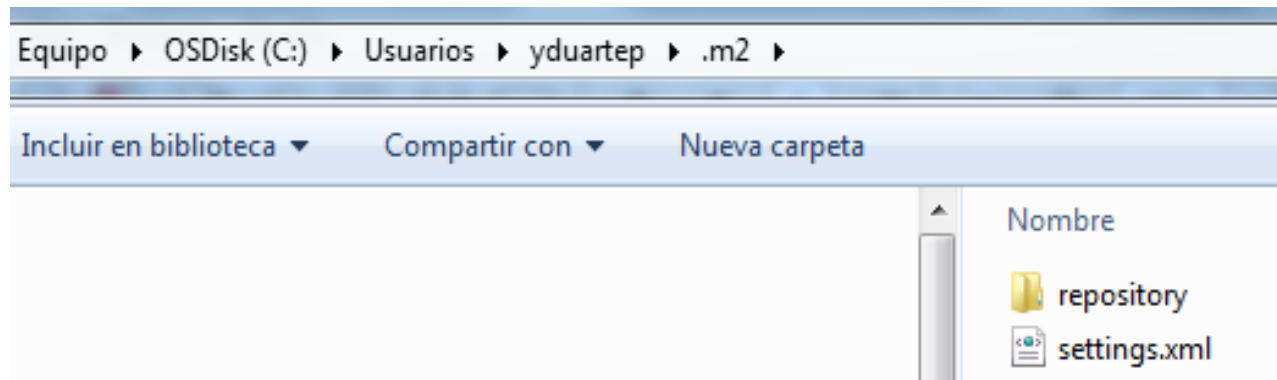 Equipo ▸ OSDisk (C:) ▸ Usuarios ▸ yduartep ▸ .m2 ▸
Incluir en biblioteca ▾ Compartir con ▾ Nueva carpeta
Nombre
repository
settings.xml